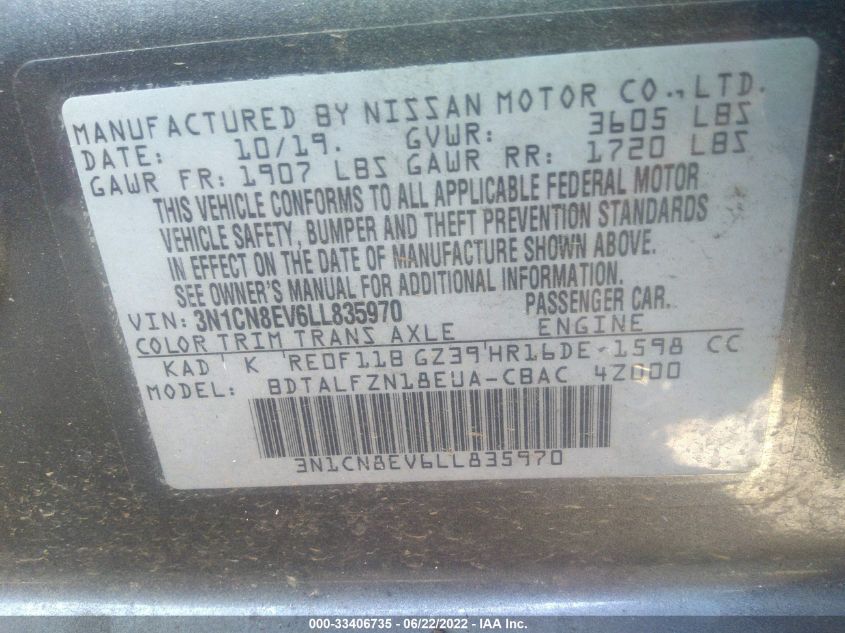 MANUFACTURED BY NISSAN MOTOR CO., LTD.
DATE: 10/19. GVWR: 3605 LBS
GAWR FR: 1907 LBS GAWR RR: 1720 LBS
THIS VEHICLE CONFORMS TO ALL APPLICABLE FEDERAL MOTOR
VEHICLE SAFETY, BUMPER AND THEFT PREVENTION STANDARDS
IN EFFECT ON THE DATE OF MANUFACTURE SHOWN ABOVE.
SEE OWNER'S MANUAL FOR ADDITIONAL INFORMATION.
VIN: 3N1CN8EV6LL835970 PASSENGER CAR.
COLOR TRIM TRANS AXLE ENGINE
KAD K RE0F11B GZ39 HR16DE-1598 CC
MODEL: BDTALFZN18EUA-CBAC 4Z000
3N1CN8EV6LL835970
000-33406735 - 06/22/2022 - IAA Inc.